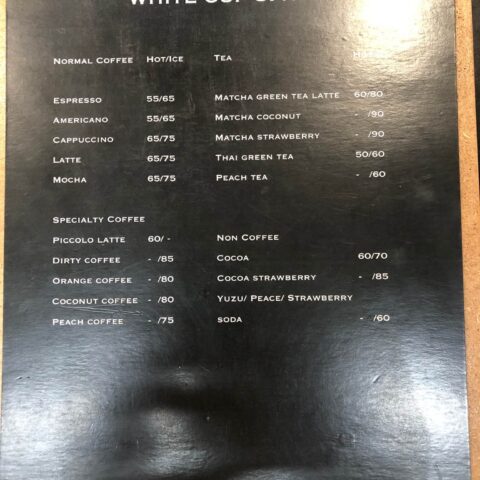 WHITE CUP
NORMAL COFFEE HOT/ICE
ESPRESSO 55/65
AMERICANO 55/65
CAPPUCCINO 65/75
LATTE 65/75
MOCHA 65/75
SPECIALTY COFFEE
PICCOLO LATTE 60/ -
DIRTY COFFEE - /85
ORANGE COFFEE - /80
COCONUT COFFEE - /80
PEACH COFFEE - /75
TEA
MATCHA GREEN TEA LATTE 60/80
MATCHA COCONUT - /90
MATCHA STRAWBERRY - /90
THAI GREEN TEA 50/60
PEACH TEA - /60
NON COFFEE
COCOA 60/70
COCOA STRAWBERRY - /85
YUZU/ PEACE/ STRAWBERRY
SODA - /60